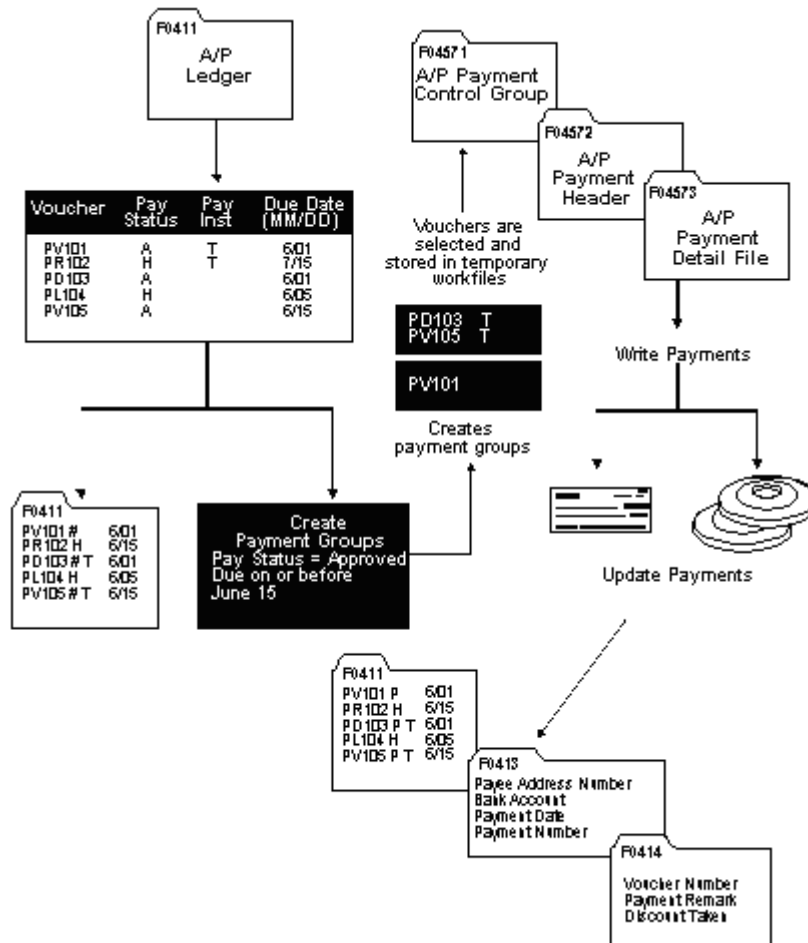 F0411
A/P
Ledger
F04571
A/P Payment
Control Group
F04572
A/P
Payment
Header
F04573
A/P
Payment
Detail File
Voucher Pay Status Pay Inst Due Date (MM/DD)
PV101 A T 6/01
PR102 H T 7/15
PD103 A 6/01
PL104 H 6/05
PV105 A 6/15
Vouchers are
selected and
stored in temporary
workfiles
PD103 T
PV105 T
PV101
Creates
payment groups
Write Payments
F0411
PV101 # 6/01
PR102 H 6/15
PD103 # T 6/01
PL104 H 6/05
PV105 # T 6/15
Create
Payment Groups
Pay Status = Approved
Due on or before
June 15
Update Payments
F0411
PV101 P 6/01
PR102 H 6/15
PD103 P T 6/01
PL104 H 6/05
PV105 P T 6/15
F0413
Payee Address Number
Bank Account
Payment Date
Payment Number
F0414
Voucher Number
Payment Remark
Discount Taken